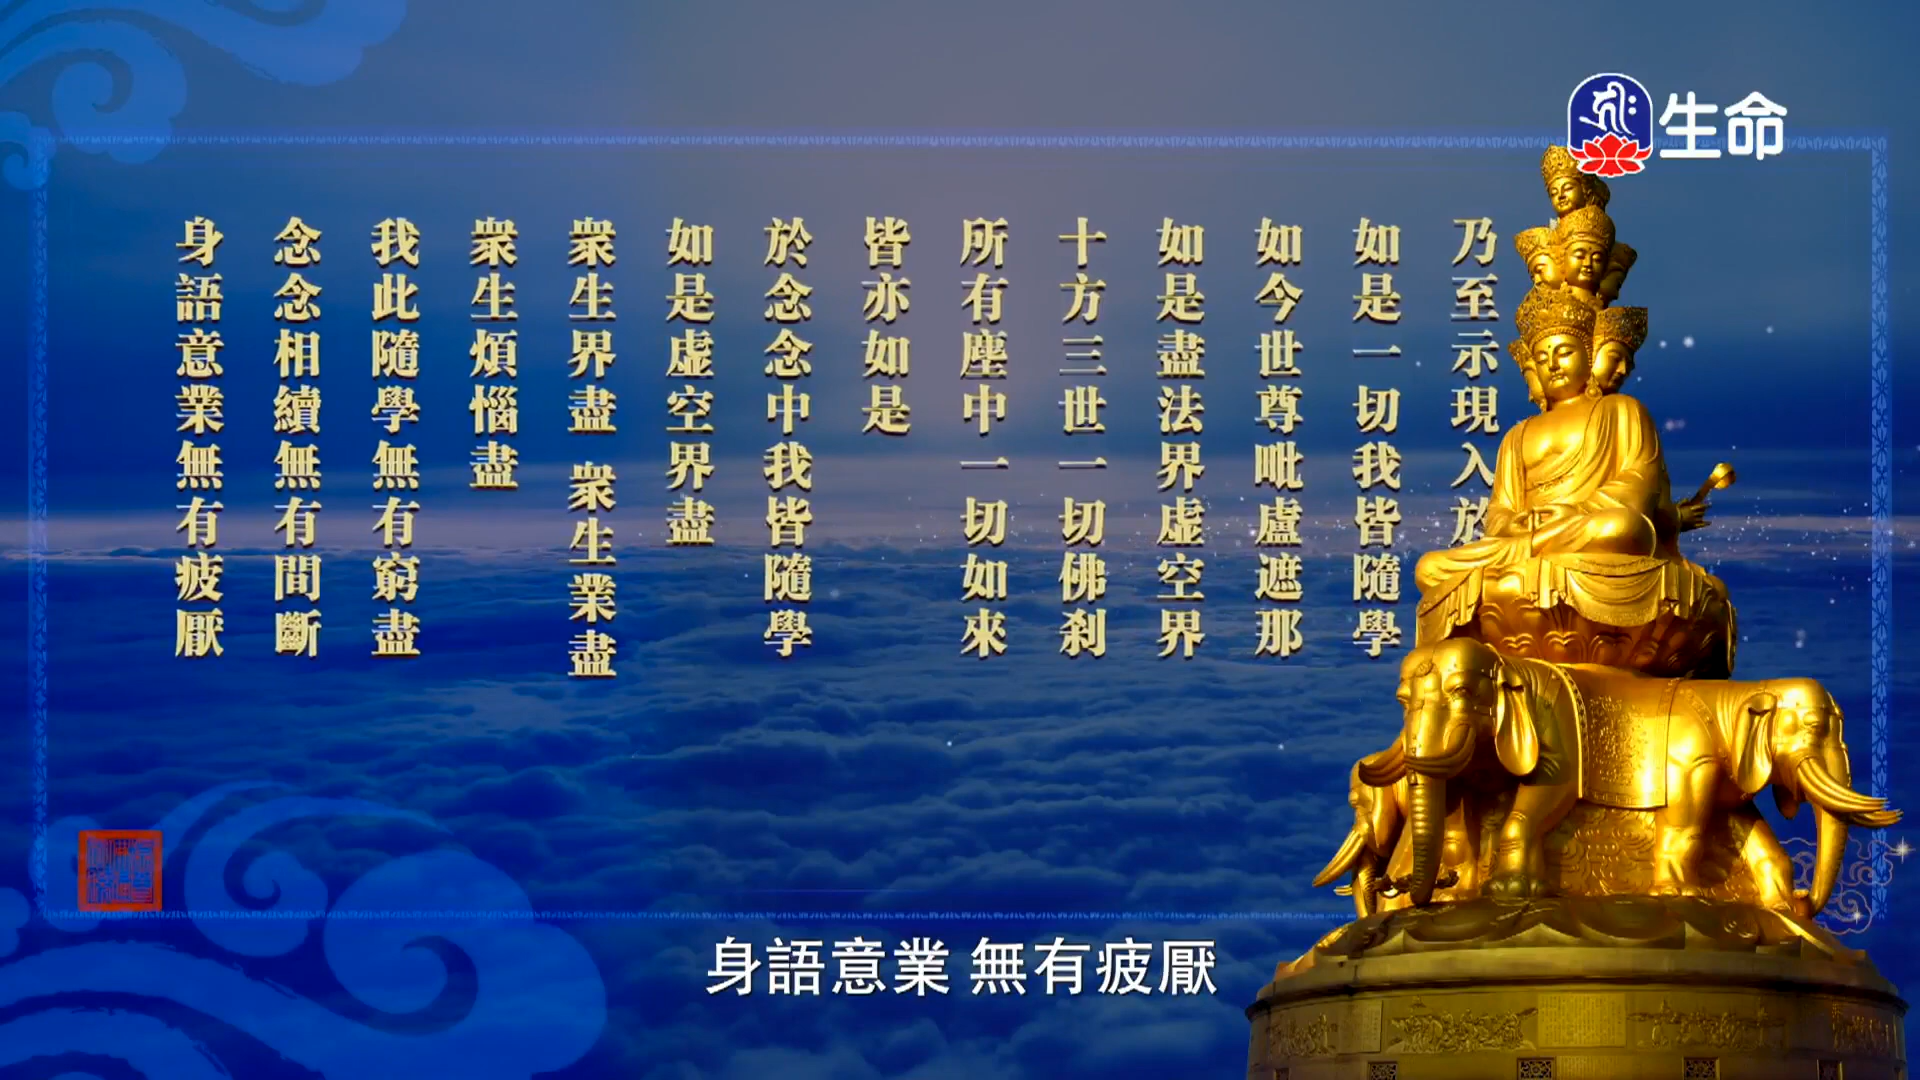 生命
乃至示現入於
如是一切我皆隨學
如今世尊毗盧遮那
如是盡法界虛空界
十方三世一切佛剎
所有塵中一切如來
皆亦如是
於念念中我皆隨學
如是虛空界盡
眾生界盡 眾生業盡
眾生煩惱盡
我此隨學無有窮盡
念念相續無有間斷
身語意業無有疲厭
身語意業 無有疲厭